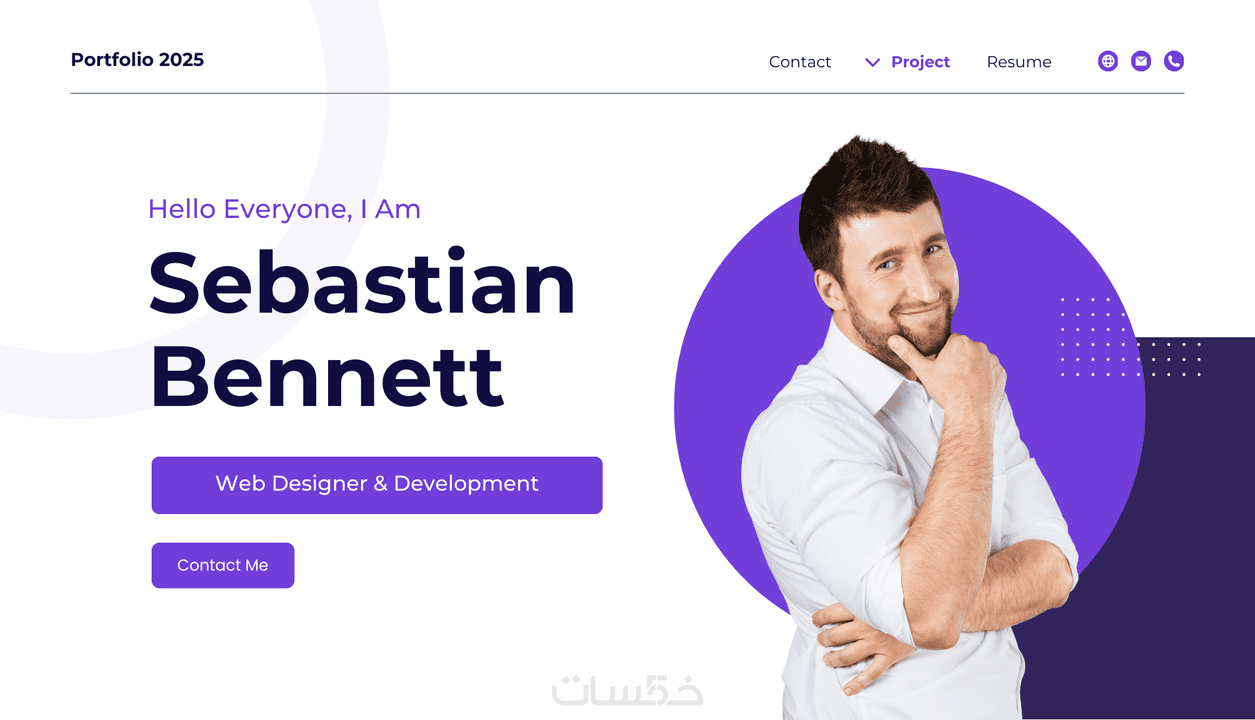 Portfolio 2025
Contact
Project
Resume
Hello Everyone, I Am
Sebastian
Bennett
Web Designer & Development
Contact Me
خمسات